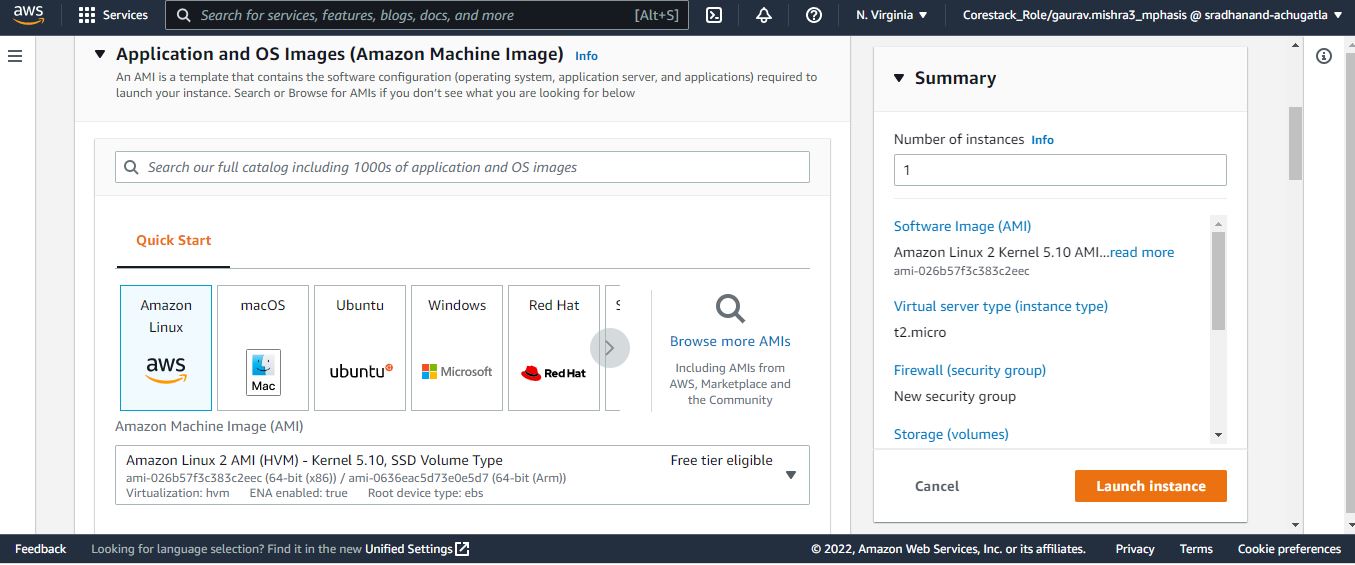 aws
Services
Search for services, features, blogs, docs, and more
[Alt+S]
N. Virginia
Corestack_Role/gaurav.mishra3_mphasis @ sradhanand-achugatla
Application and OS Images (Amazon Machine Image) Info
An AMI is a template that contains the software configuration (operating system, application server, and applications) required to
launch your instance. Search or Browse for AMIs if you don't see what you are looking for below
Search our full catalog including 1000s of application and OS images
Quick Start
Amazon
Linux
aws
macOS
Mac
Ubuntu
ubuntu
Windows
Microsoft
Red Hat
Red Hat
S
Browse more AMIs
Including AMIs from
AWS, Marketplace and
the Community
Amazon Machine Image (AMI)
Amazon Linux 2 AMI (HVM) - Kernel 5.10, SSD Volume Type
Free tier eligible
ami-026b57f3c383c2eec (64-bit (x86)) / ami-0636eac5d73e0e5d7 (64-bit (Arm))
Virtualization: hvm ENA enabled: true Root device type: ebs
Summary
Number of instances Info
1
Software Image (AMI)
Amazon Linux 2 Kernel 5.10 AMI...read more
ami-026b57f3c383c2eec
Virtual server type (instance type)
t2.micro
Firewall (security group)
New security group
Storage (volumes)
Cancel
Launch instance
Feedback
Looking for language selection? Find it in the new Unified Settings
© 2022, Amazon Web Services, Inc. or its affiliates.
Privacy
Terms
Cookie preferences